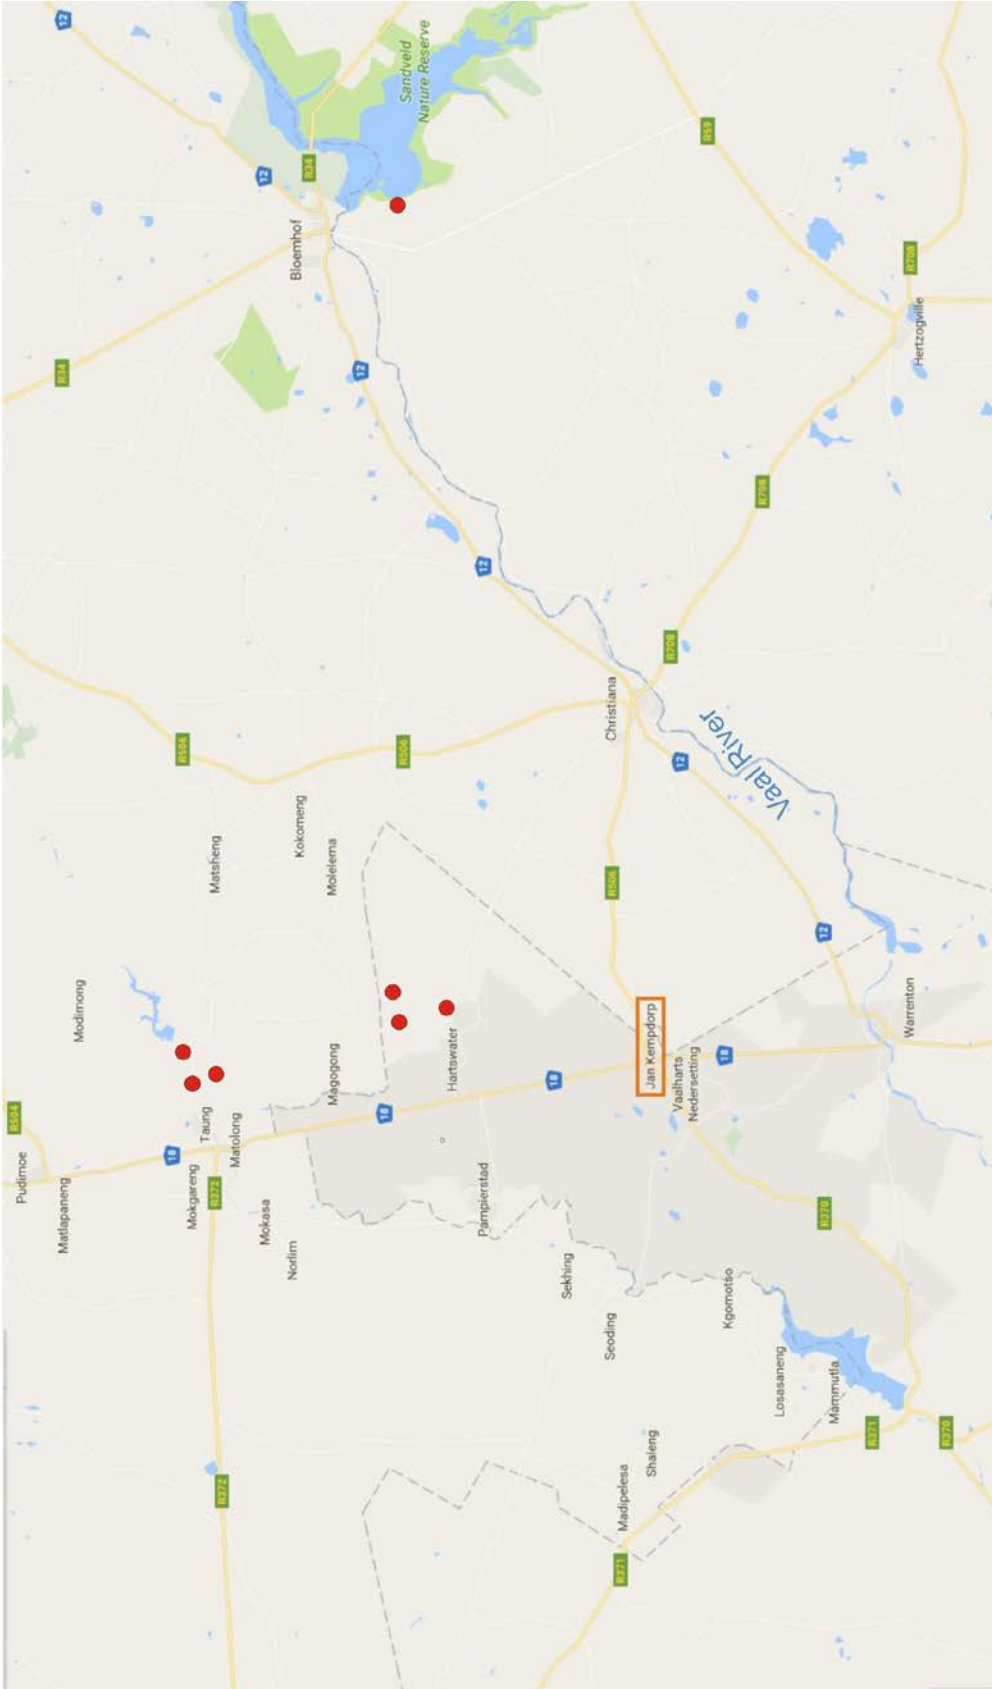 12
Sandveld
Nature Reserve
R59
R34
12
Bloemhof
R708
Hertzogville
R34
12
R708
12
R708
Christiana
R506
R506
12
Vaal River
Kokomeng
Matsheng
Molelema
R506
12
Modimong
Warrenton
Jan Kempdorp
18
Hartswater
Magogong
Vaalharts
Nedersetting
18
18
R504
Taung
Matolong
18
Pudimoe
Mokgareng
R372
Pampierstad
Matlapaneng
Mokasa
R370
Norlim
Sekhing
Kgomotso
Seoding
Losasaneng
Mammutla
R371
R370
Shaleng
R372
Madipelesa
R371